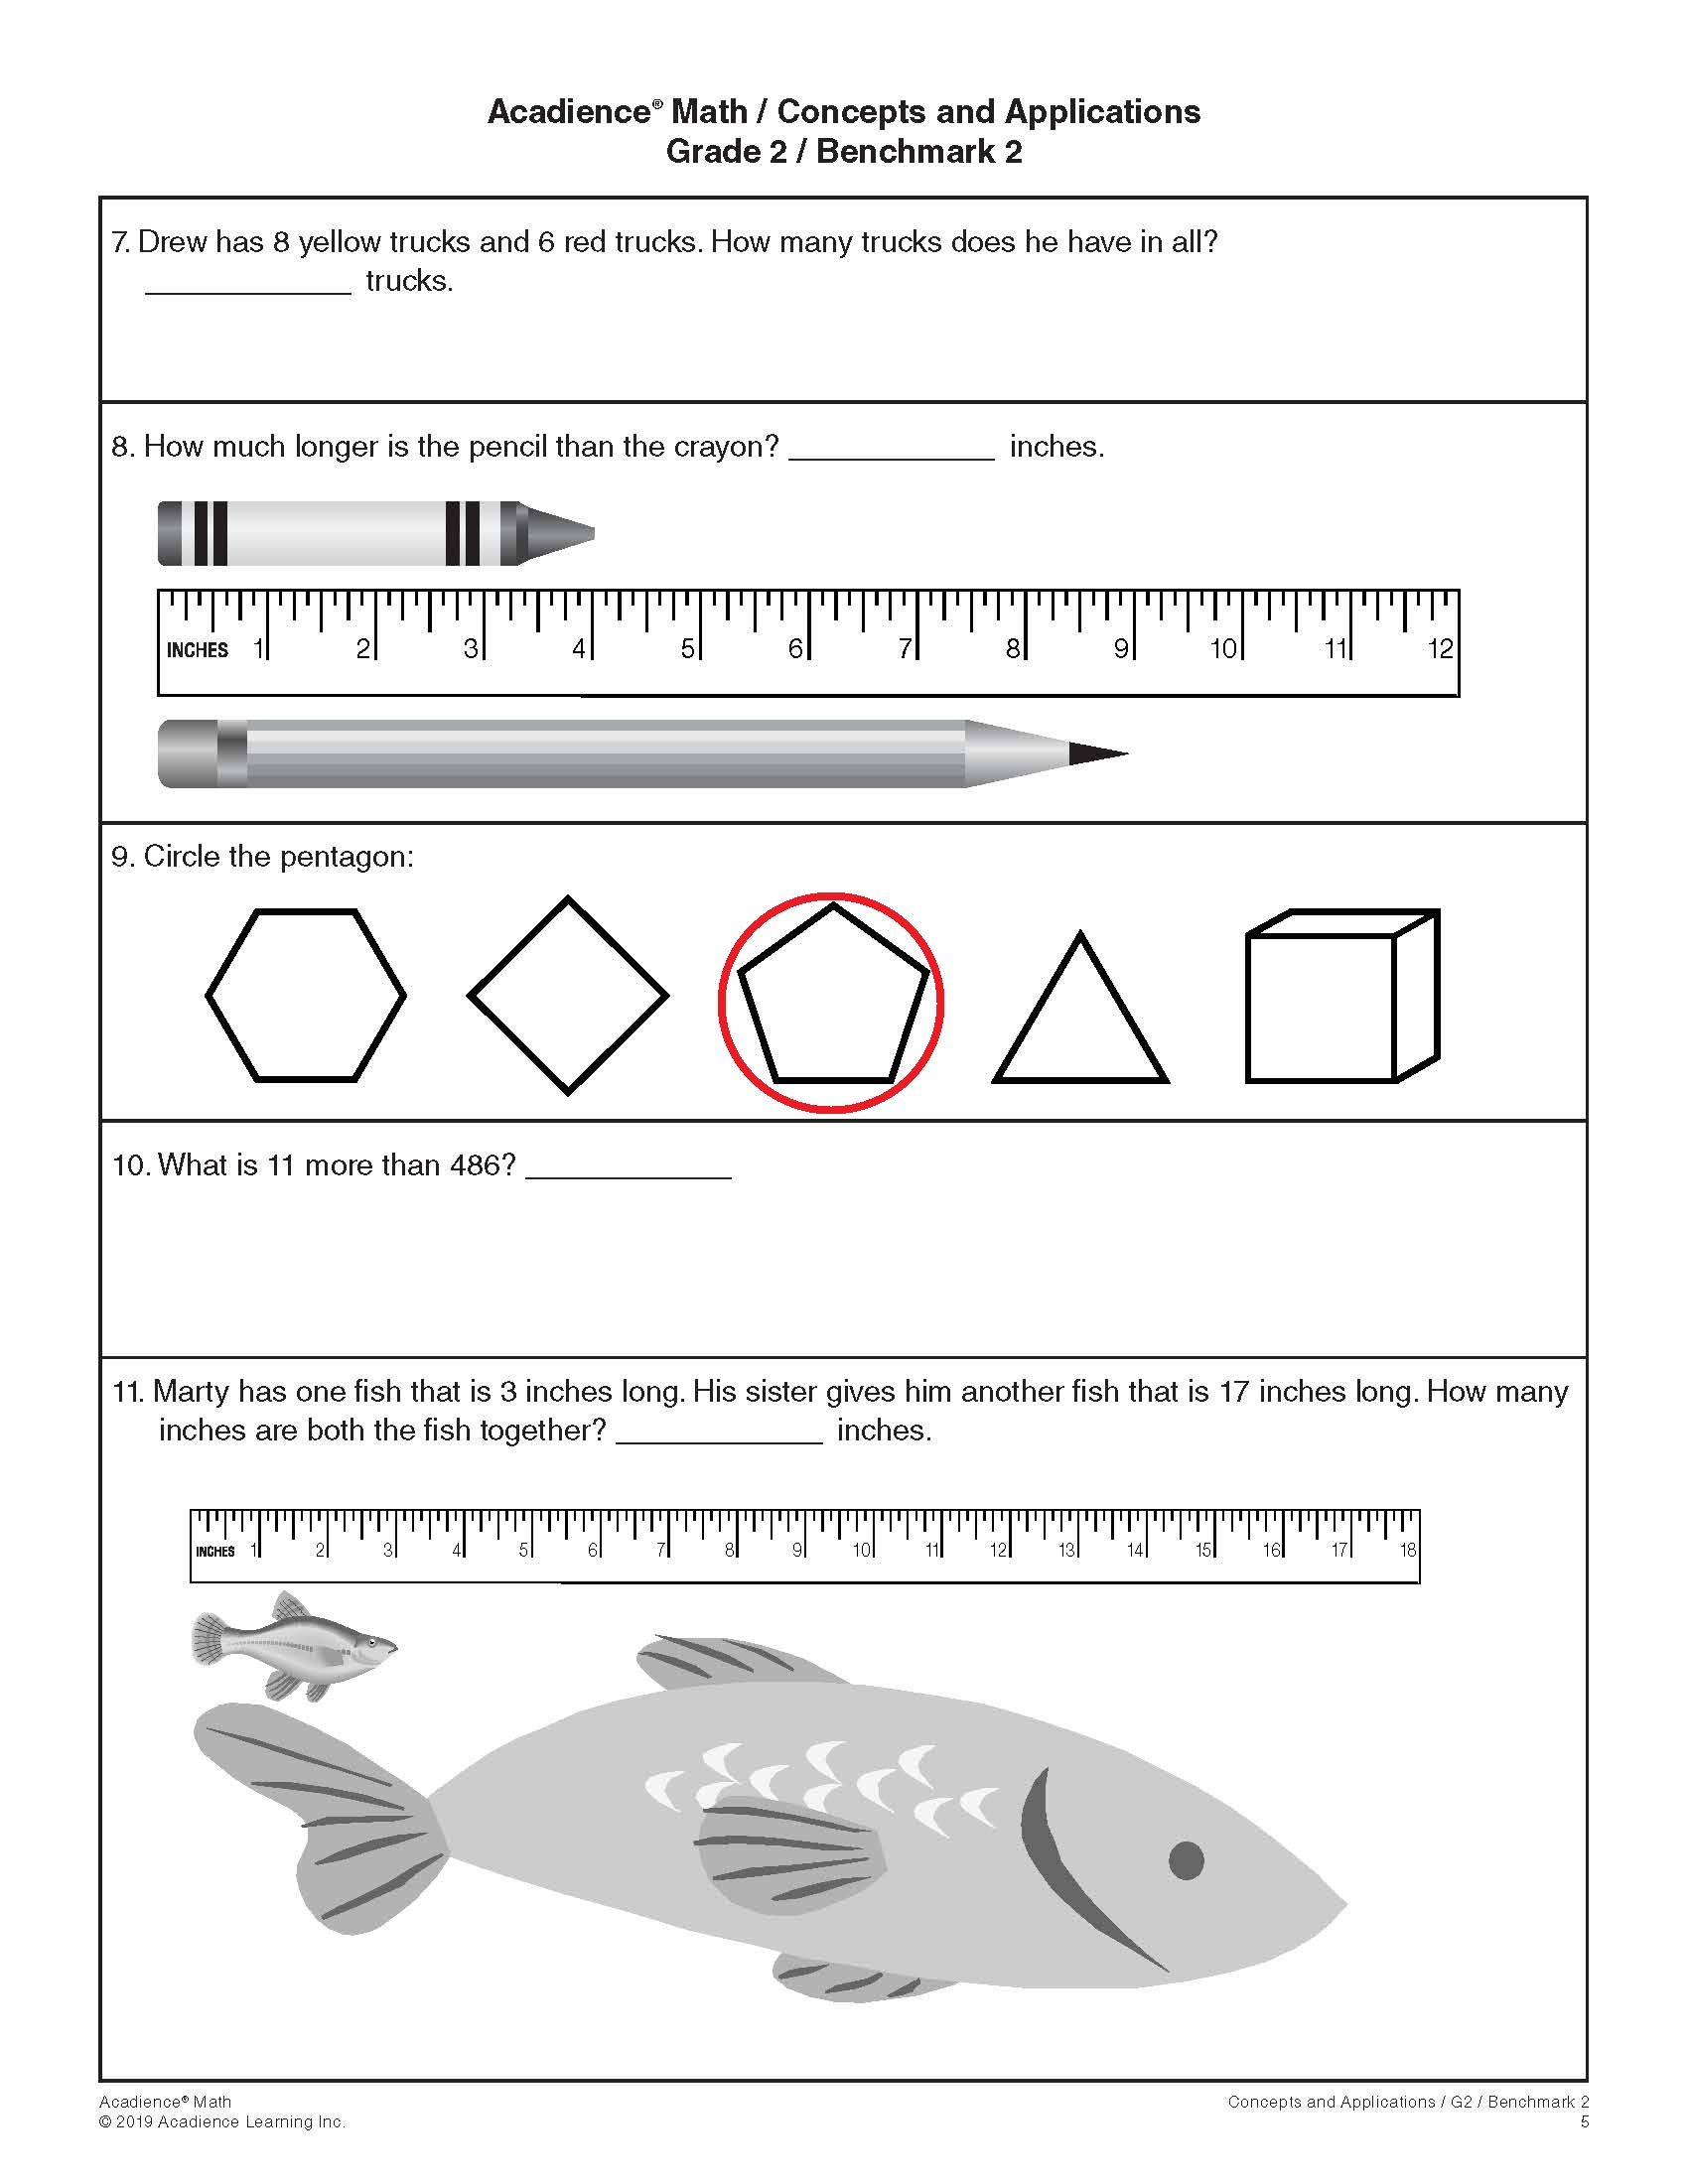 Acadience® Math / Concepts and Applications
Grade 2 / Benchmark 2
7. Drew has 8 yellow trucks and 6 red trucks. How many trucks does he have in all?
____________ trucks.
8. How much longer is the pencil than the crayon? ____________ inches.
INCHES 1 2 3 4 5 6 7 8 9 10 11 12
9. Circle the pentagon:
10. What is 11 more than 486? ____________
11. Marty has one fish that is 3 inches long. His sister gives him another fish that is 17 inches long. How many
inches are both the fish together? ____________ inches.
INCHES 1 2 3 4 5 6 7 8 9 10 11 12 13 14 15 16 17 18
Acadience® Math
© 2019 Acadience Learning Inc.
Concepts and Applications / G2 / Benchmark 2
5